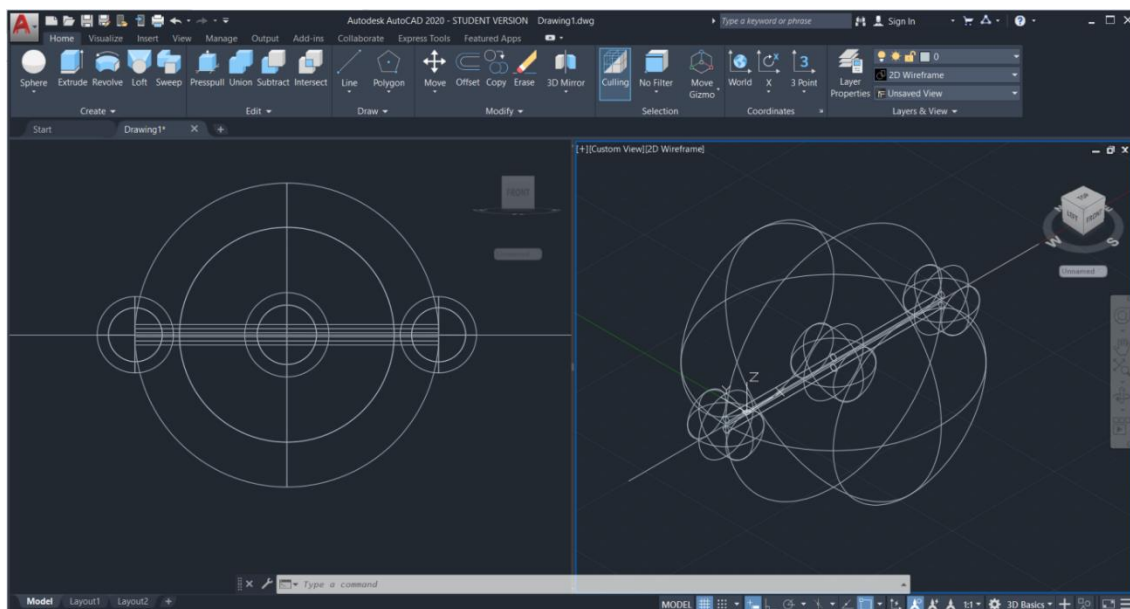 Autodesk AutoCAD 2020 - STUDENT VERSION Drawing1.dwg
Type a keyword or phrase
Sign In
Home Visualize Insert View Manage Output Add-ins Collaborate Express Tools Featured Apps
Sphere Extrude Revolve Loft Sweep Presspull Union Subtract Intersect Line Polygon Move Offset Copy Erase 3D Mirror Culling No Filter Move Gizmo World X 3 Point Layer Properties
0
2D Wireframe
Unsaved View
Create Edit Draw Modify Selection Coordinates Layers & View
Start Drawing1*
[+][Custom View][2D Wireframe]
FRONT
TOP
LEFT FRONT
W S
Unnamed
Z
X
Type a command
Model Layout1 Layout2
MODEL 1:1 3D Basics